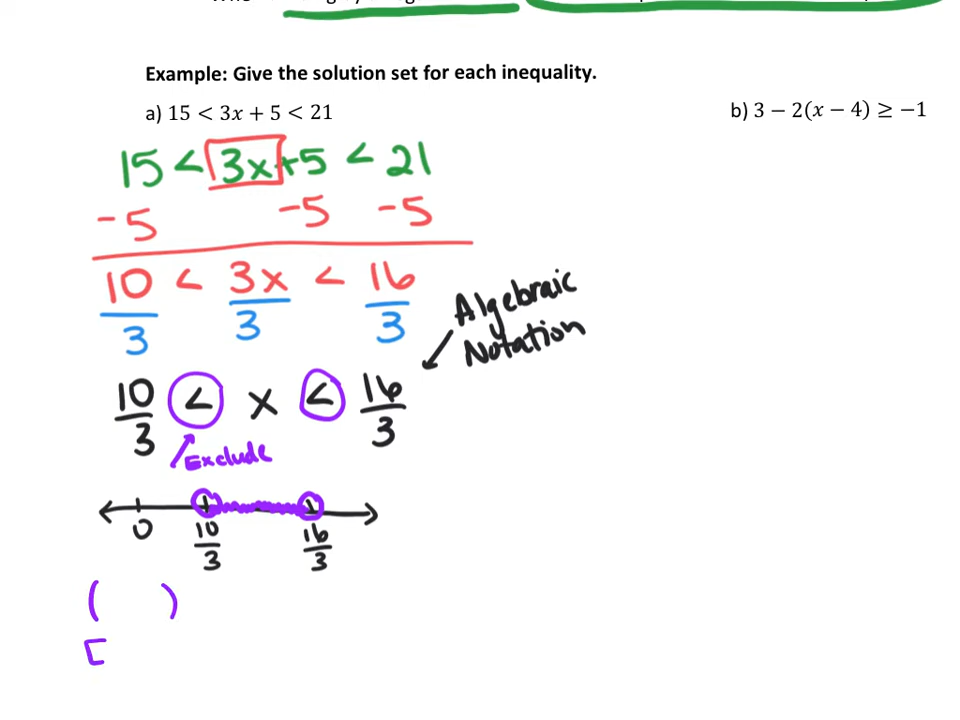 Example: Give the solution set for each inequality.
a) 15 < 3x + 5 < 21
b) 3 − 2(x − 4) ≥ −1
15 < 3x + 5 < 21
-5 -5 -5
10 < 3x < 16
3 3 3
Algebraic
Notation
10/3 < x < 16/3
Exclude
0 10/3 16/3
( )
[